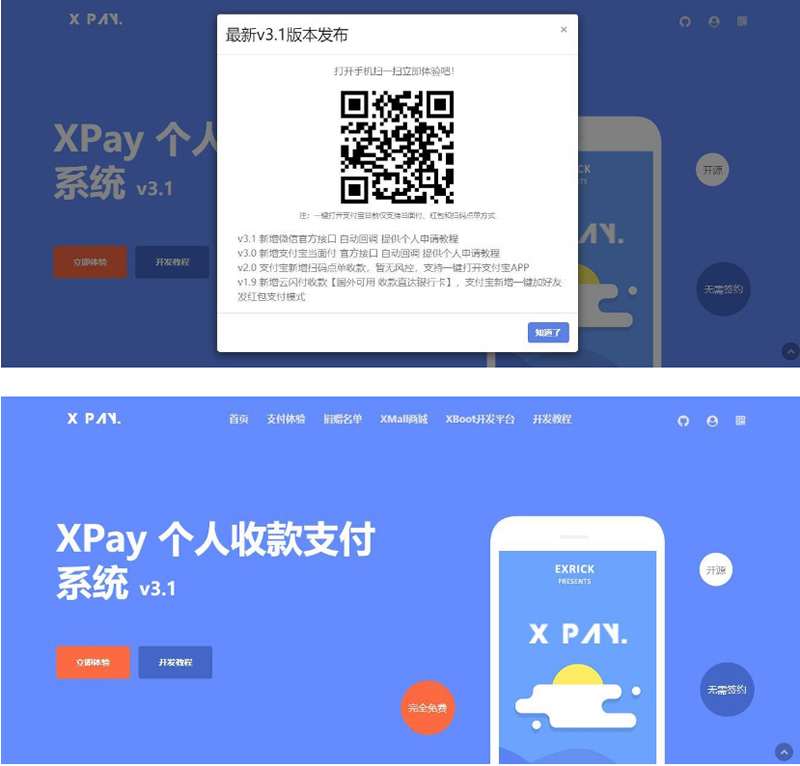 X PAY.
最新v3.1版本发布
×
打开手机扫一扫立即体验吧！
XPay 个人
系统 v3.1
CK
TS
AY.
开源
注：一键打开支付宝目前仅支持当面付、红包和扫码点单方式
v3.1 新增微信官方接口 自动回调 提供个人申请教程
v3.0 新增支付宝当面付 官方接口 自动回调 提供个人申请教程
v2.0 支付宝新增扫码点单收款，暂无风控，支持一键打开支付宝APP
v1.9 新增云闪付收款【国外可用 收款直达银行卡】，支付宝新增一键加好友
发红包支付模式
立即体验 开发教程
无需签约
知道了
X PAY.
首页 支付体验 捐赠名单 XMall商城 XBoot开发平台 开发教程
XPay 个人收款支付
系统 v3.1
EXRICK
PRESENTS
X PAY.
开源
立即体验 开发教程
完全免费
无需签约